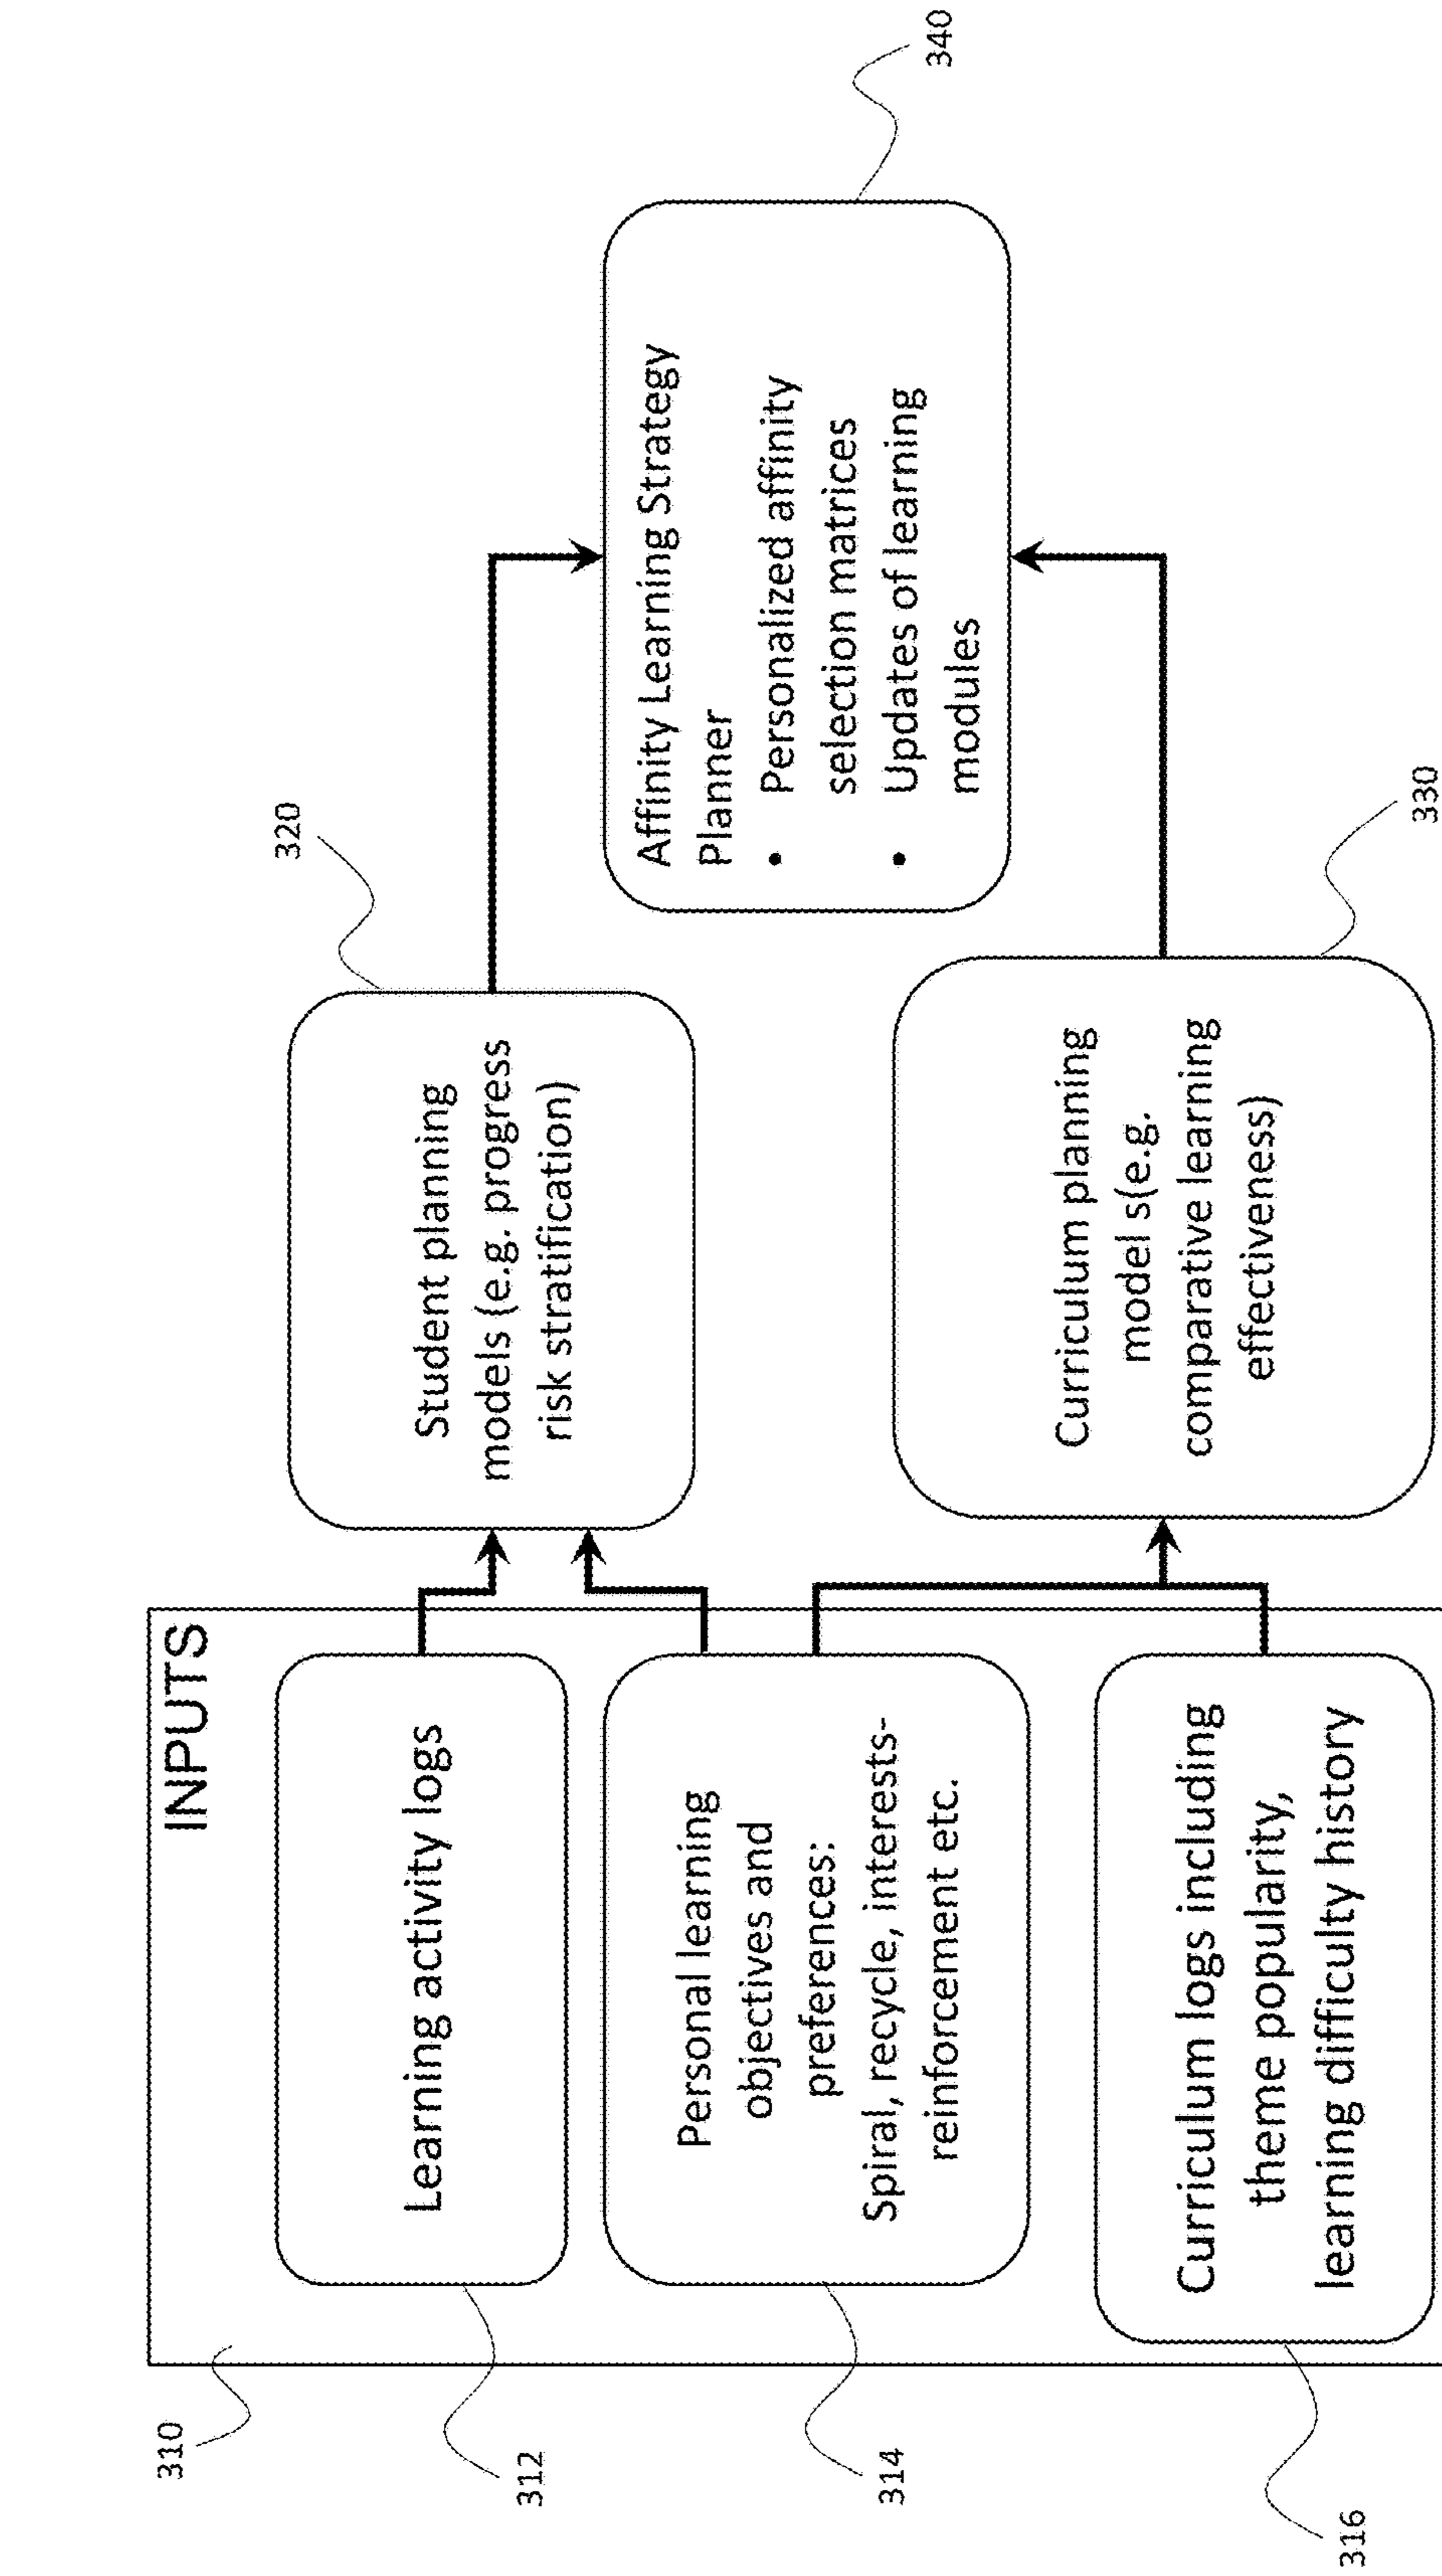 310
INPUTS
312
Learning activity logs
314
Personal learning
objectives and
preferences:
Spiral, recycle, interests-
reinforcement etc.
316
Curriculum logs including
theme popularity,
learning difficulty history
320
Student planning
models (e.g. progress
risk stratification)
330
Curriculum planning
model s(e.g.
comparative learning
effectiveness)
340
Affinity Learning Strategy
Planner
• Personalized affinity
selection matrices
• Updates of learning
modules